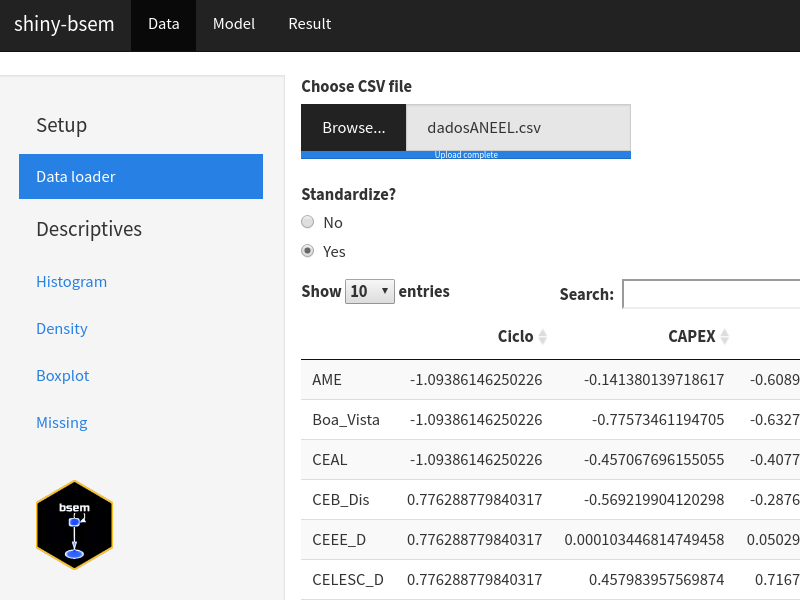 shiny-bsem Data Model Result
Setup
Data loader
Descriptives
Histogram
Density
Boxplot
Missing
bsem
Choose CSV file
Browse... dadosANEEL.csv
Upload complete
Standardize?
No
Yes
Show 10 entries Search:
Ciclo CAPEX
AME -1.09386146250226 -0.141380139718617 -0.6089
Boa_Vista -1.09386146250226 -0.77573461194705 -0.6327
CEAL -1.09386146250226 -0.457067696155055 -0.4077
CEB_Dis 0.776288779840317 -0.569219904120298 -0.2876
CEEE_D 0.776288779840317 0.000103446814749458 0.05029
CELESC_D 0.776288779840317 0.457983957569874 0.7167